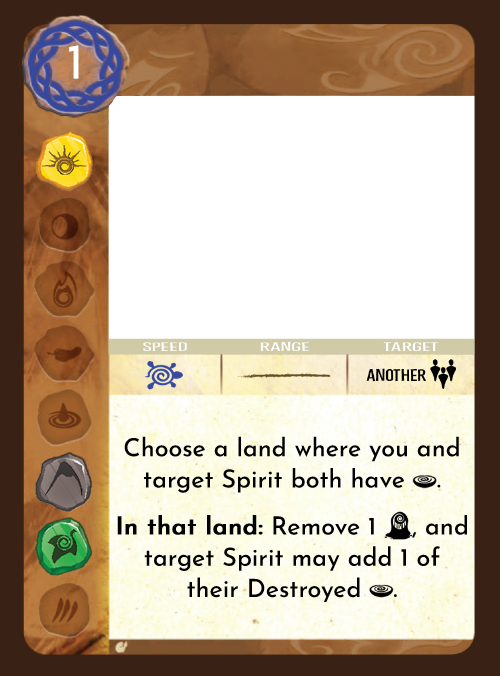 1
SPEED RANGE TARGET
ANOTHER
Choose a land where you and
target Spirit both have .
In that land: Remove 1 , and
target Spirit may add 1 of
their Destroyed .